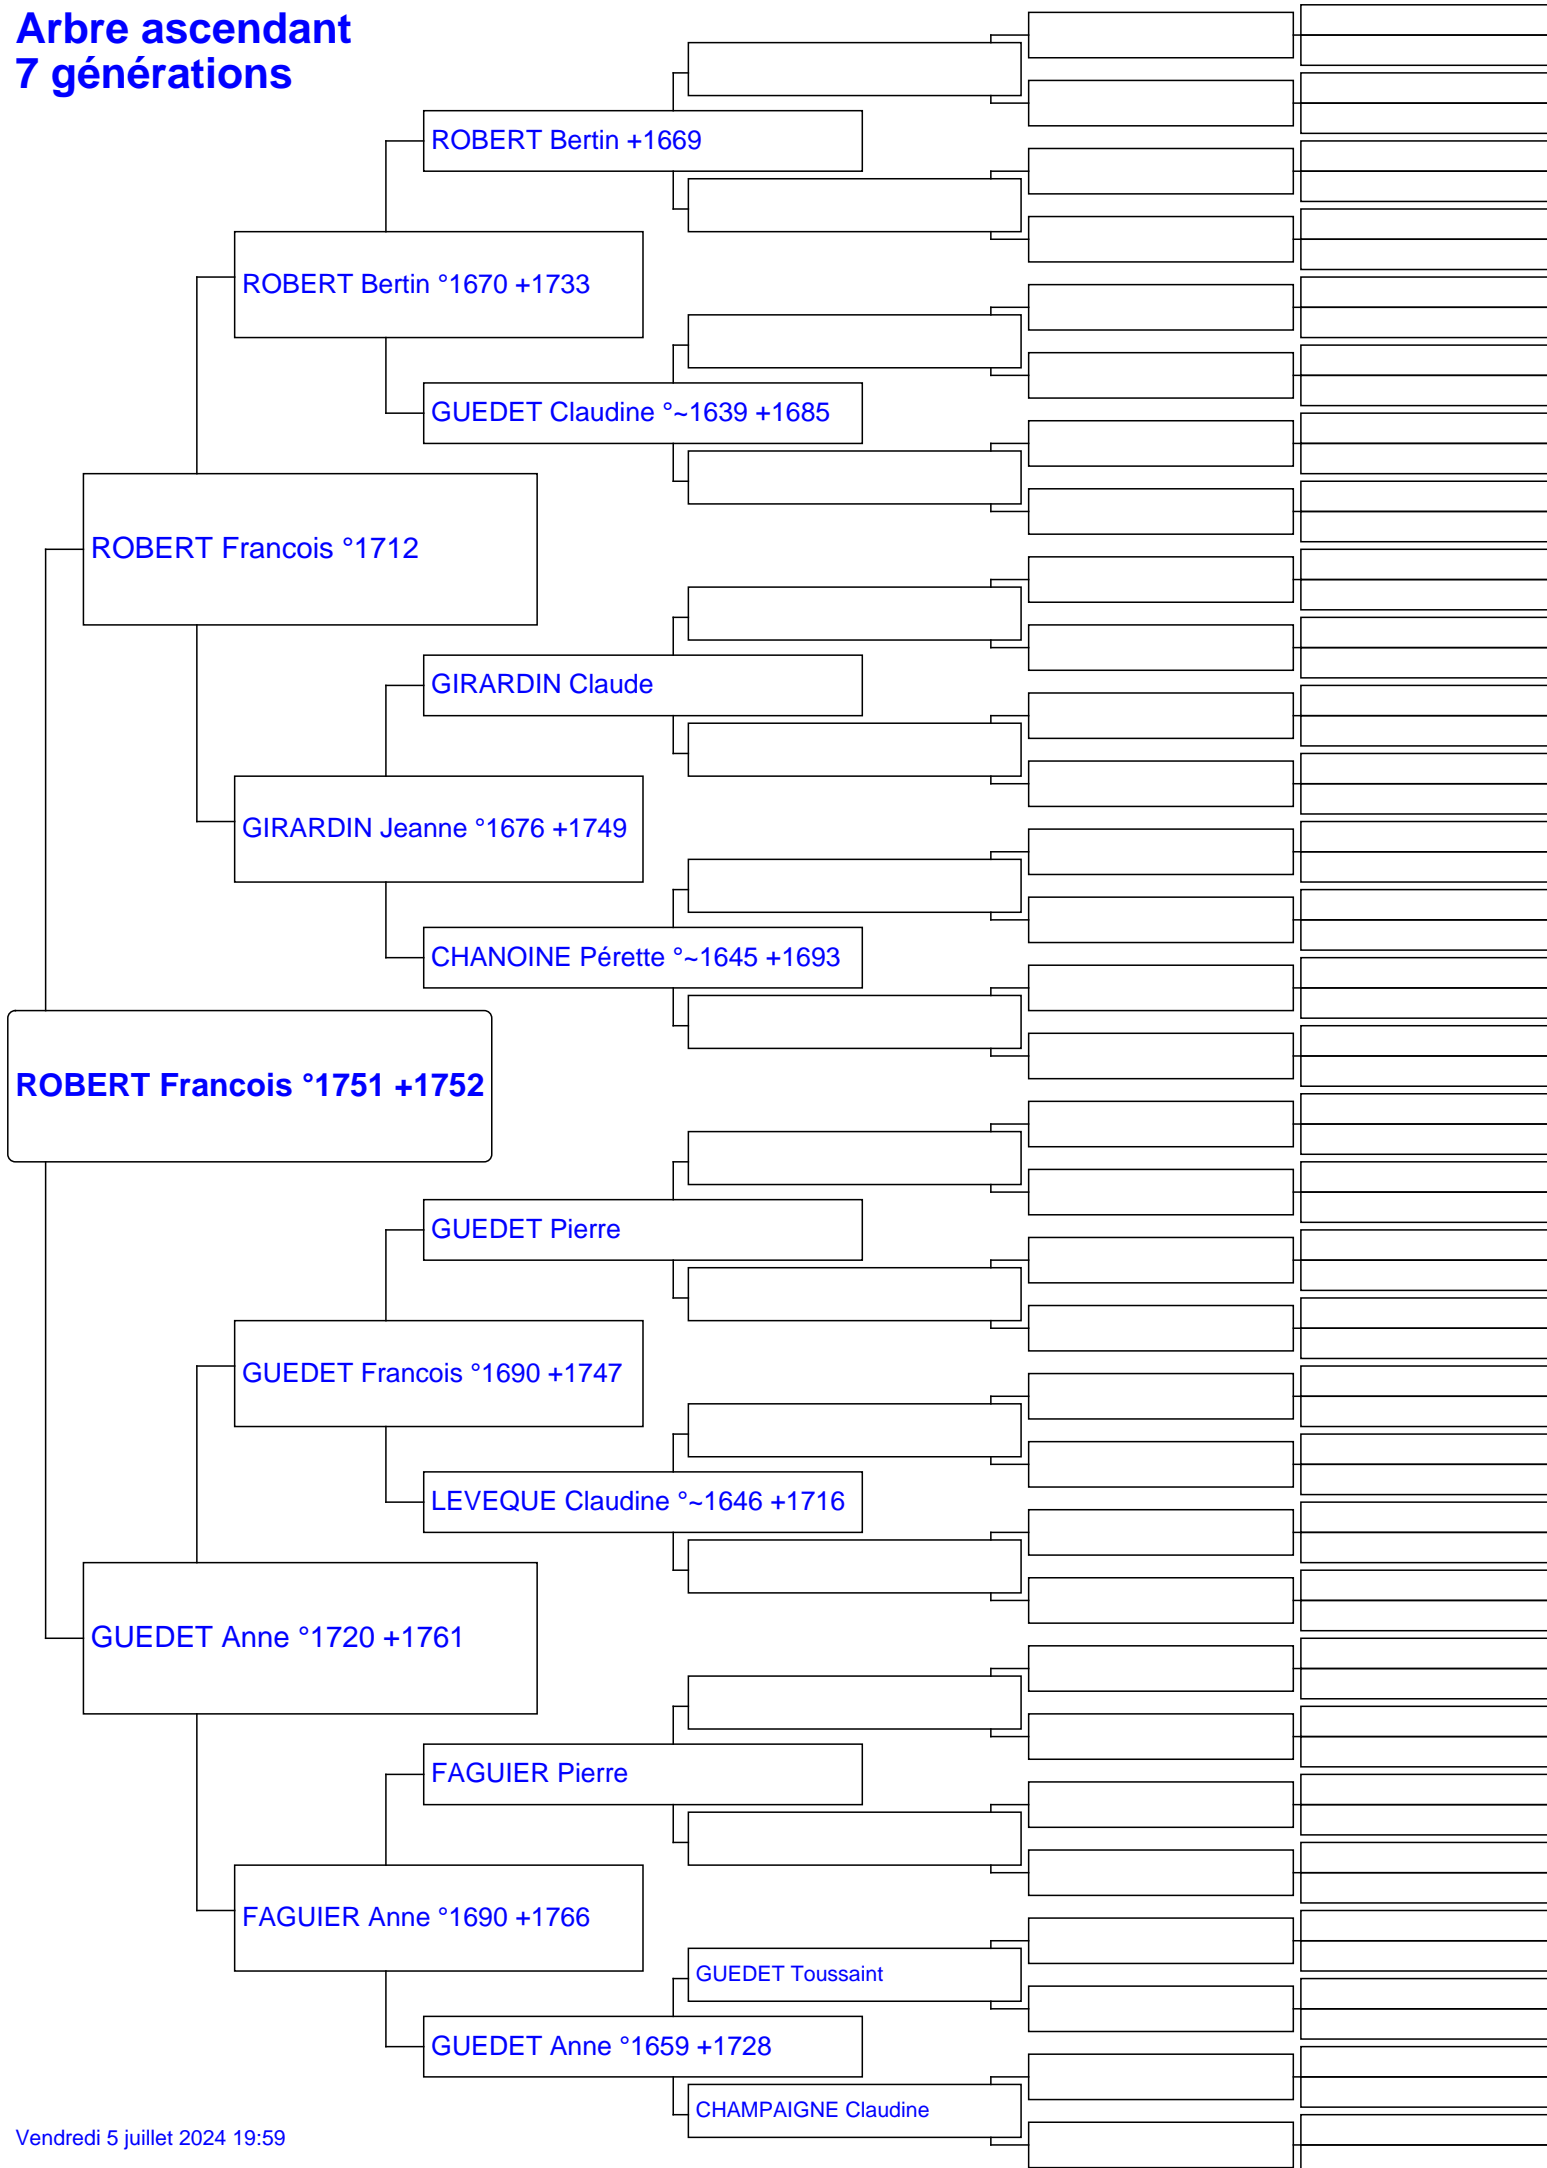 Arbre ascendant
7 générations
ROBERT Bertin +1669
ROBERT Bertin °1670 +1733
GUEDET Claudine °~1639 +1685
ROBERT Francois °1712
GIRARDIN Claude
GIRARDIN Jeanne °1676 +1749
CHANOINE Pérette °~1645 +1693
ROBERT Francois °1751 +1752
GUEDET Pierre
GUEDET Francois °1690 +1747
LEVEQUE Claudine °~1646 +1716
GUEDET Anne °1720 +1761
FAGUIER Pierre
FAGUIER Anne °1690 +1766
GUEDET Toussaint
GUEDET Anne °1659 +1728
CHAMPAIGNE Claudine
Vendredi 5 juillet 2024 19:59